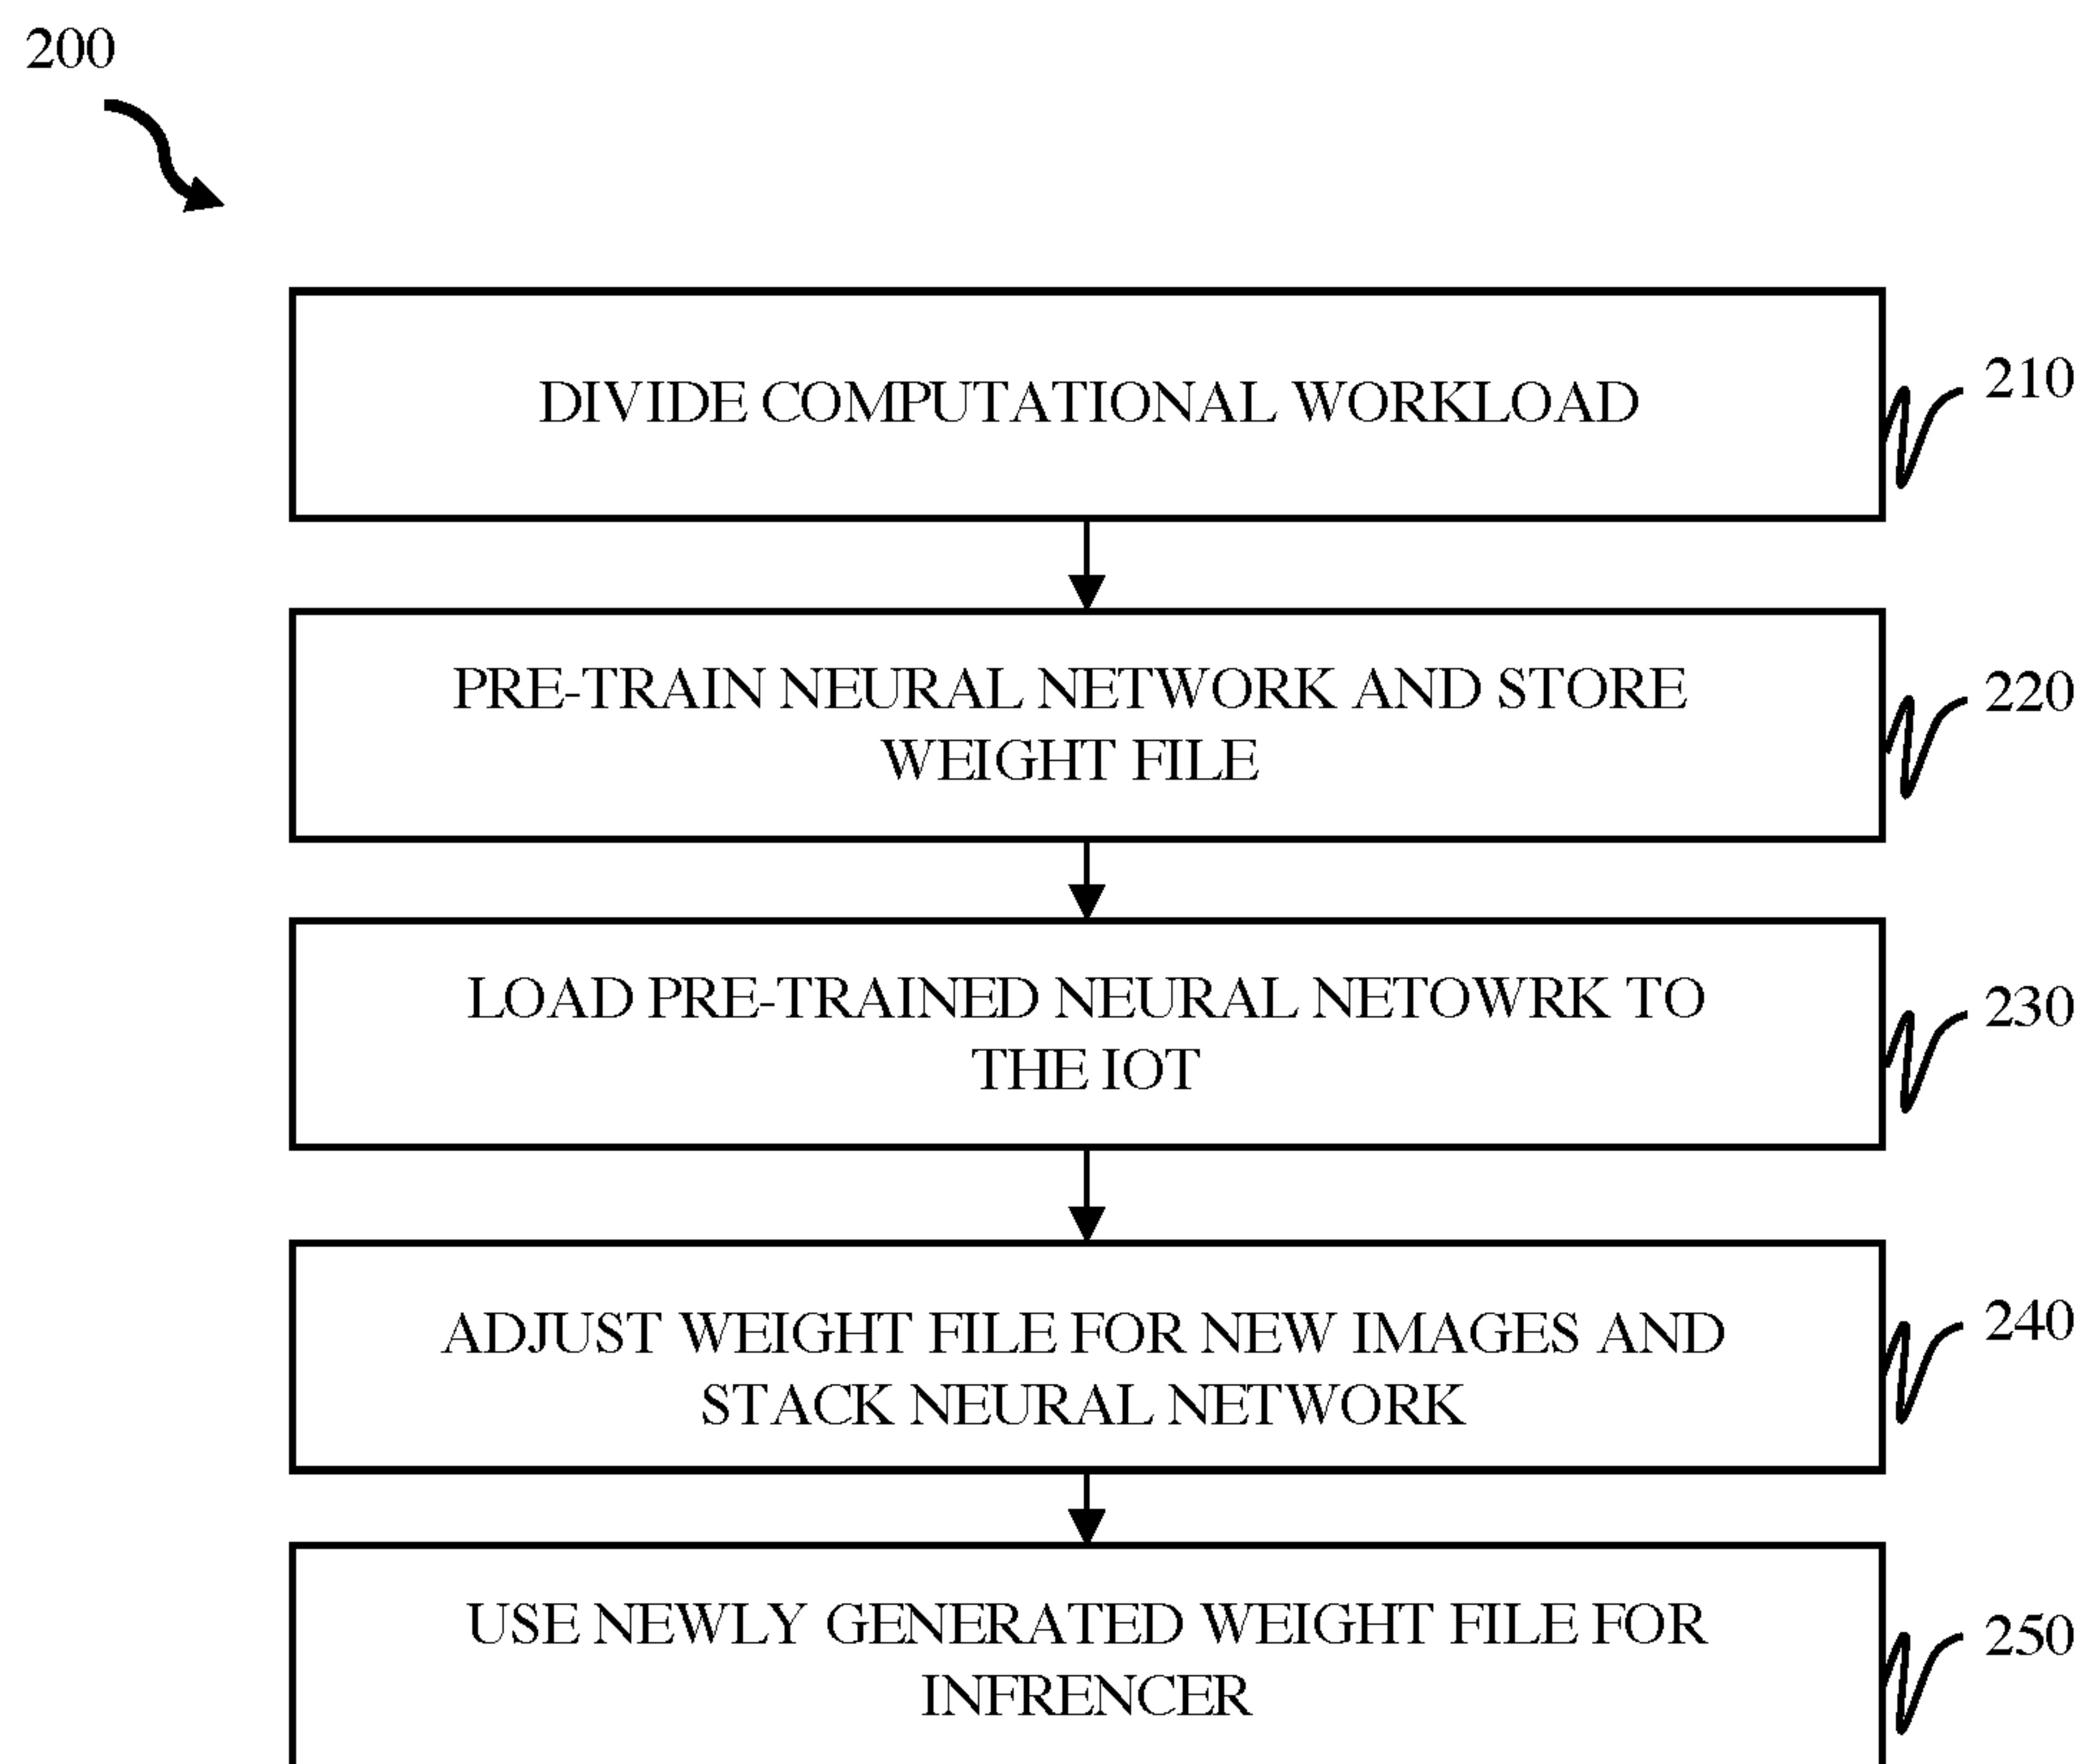 200
DIVIDE COMPUTATIONAL WORKLOAD
210
PRE-TRAIN NEURAL NETWORK AND STORE
WEIGHT FILE
220
LOAD PRE-TRAINED NEURAL NETOWRK TO
THE IOT
230
ADJUST WEIGHT FILE FOR NEW IMAGES AND
STACK NEURAL NETWORK
240
USE NEWLY GENERATED WEIGHT FILE FOR
INFRENCER
250